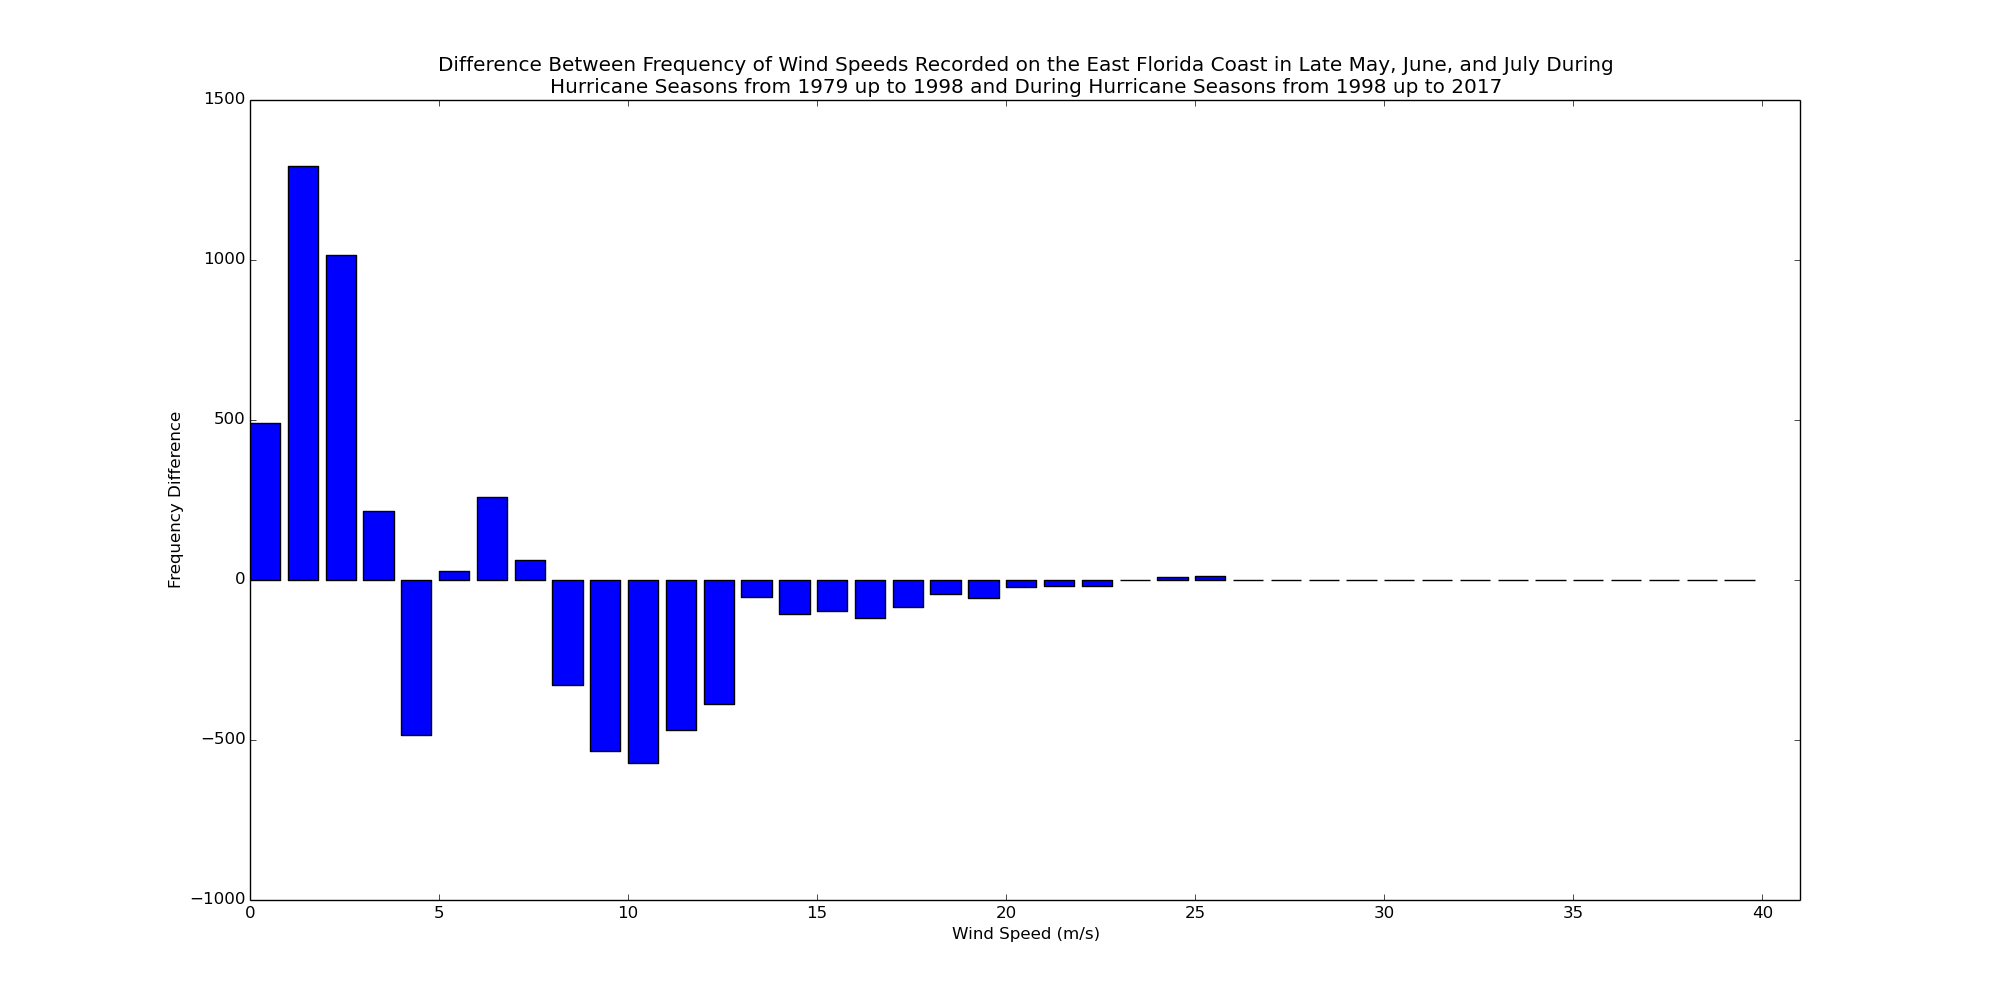 Difference Between Frequency of Wind Speeds Recorded on the East Florida Coast in Late May, June, and July During
Hurricane Seasons from 1979 up to 1998 and During Hurricane Seasons from 1998 up to 2017
1500
1000
500
0
−500
−1000
Frequency Difference
0 5 10 15 20 25 30 35 40
Wind Speed (m/s)